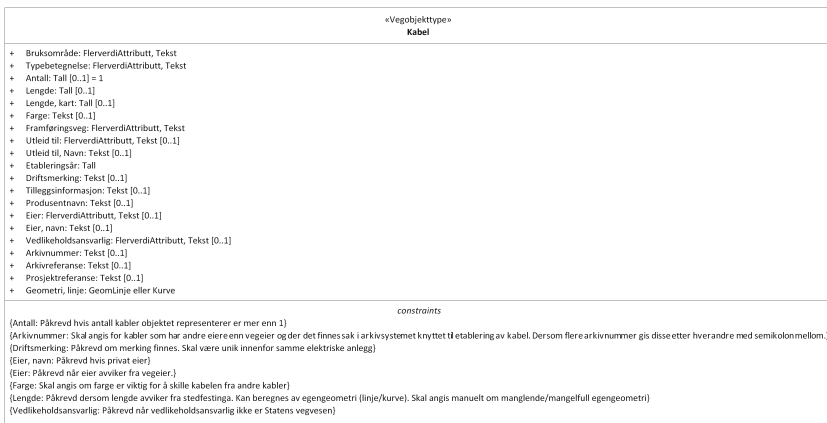 «Vegobjekttype»
Kabel
+ Bruksområde: FlerverdiAttributt, Tekst
+ Typebetegnelse: FlerverdiAttributt, Tekst
+ Antall: Tall [0..1] = 1
+ Lengde: Tall [0..1]
+ Lengde, kart: Tall [0..1]
+ Farge: Tekst [0..1]
+ Framføringsveg: FlerverdiAttributt, Tekst
+ Utleid til: FlerverdiAttributt, Tekst [0..1]
+ Utleid til, Navn: Tekst [0..1]
+ Etableringsår: Tall
+ Driftsmerking: Tekst [0..1]
+ Tilleggsinformasjon: Tekst [0..1]
+ Produsentnavn: Tekst [0..1]
+ Eier: FlerverdiAttributt, Tekst [0..1]
+ Eier, navn: Tekst [0..1]
+ Vedlikeholdsansvarlig: FlerverdiAttributt, Tekst [0..1]
+ Arkivnummer: Tekst [0..1]
+ Arkivreferanse: Tekst [0..1]
+ Prosjektreferanse: Tekst [0..1]
+ Geometri, linje: GeomLinje eller Kurve
constraints
{Antall: Påkrevd hvis antall kabler objektet representerer er mer enn 1}
{Arkivnummer: Skal angis for kabler som har andre eiere enn vegeier og der det finnes sak i arkivsystemet knyttet til etablering av kabel. Dersom flere arkivnummer gis disse etter hverandre med semikolon mellom.}
{Driftsmerking: Påkrevd om merking finnes. Skal være unik innenfor samme elektriske anlegg}
{Eier, navn: Påkrevd hvis privat eier}
{Eier: Påkrevd når eier avviker fra vegeier.}
{Farge: Skal angis om farge er viktig for å skille kabelen fra andre kabler}
{Lengde: Påkrevd dersom lengde avviker fra stedfestinga. Kan beregnes av egengeometri (linje/kurve). Skal angis manuelt om manglende/mangelfull egengeometri}
{Vedlikeholdsansvarlig: Påkrevd når vedlikeholdsansvarlig ikke er Statens vegvesen}